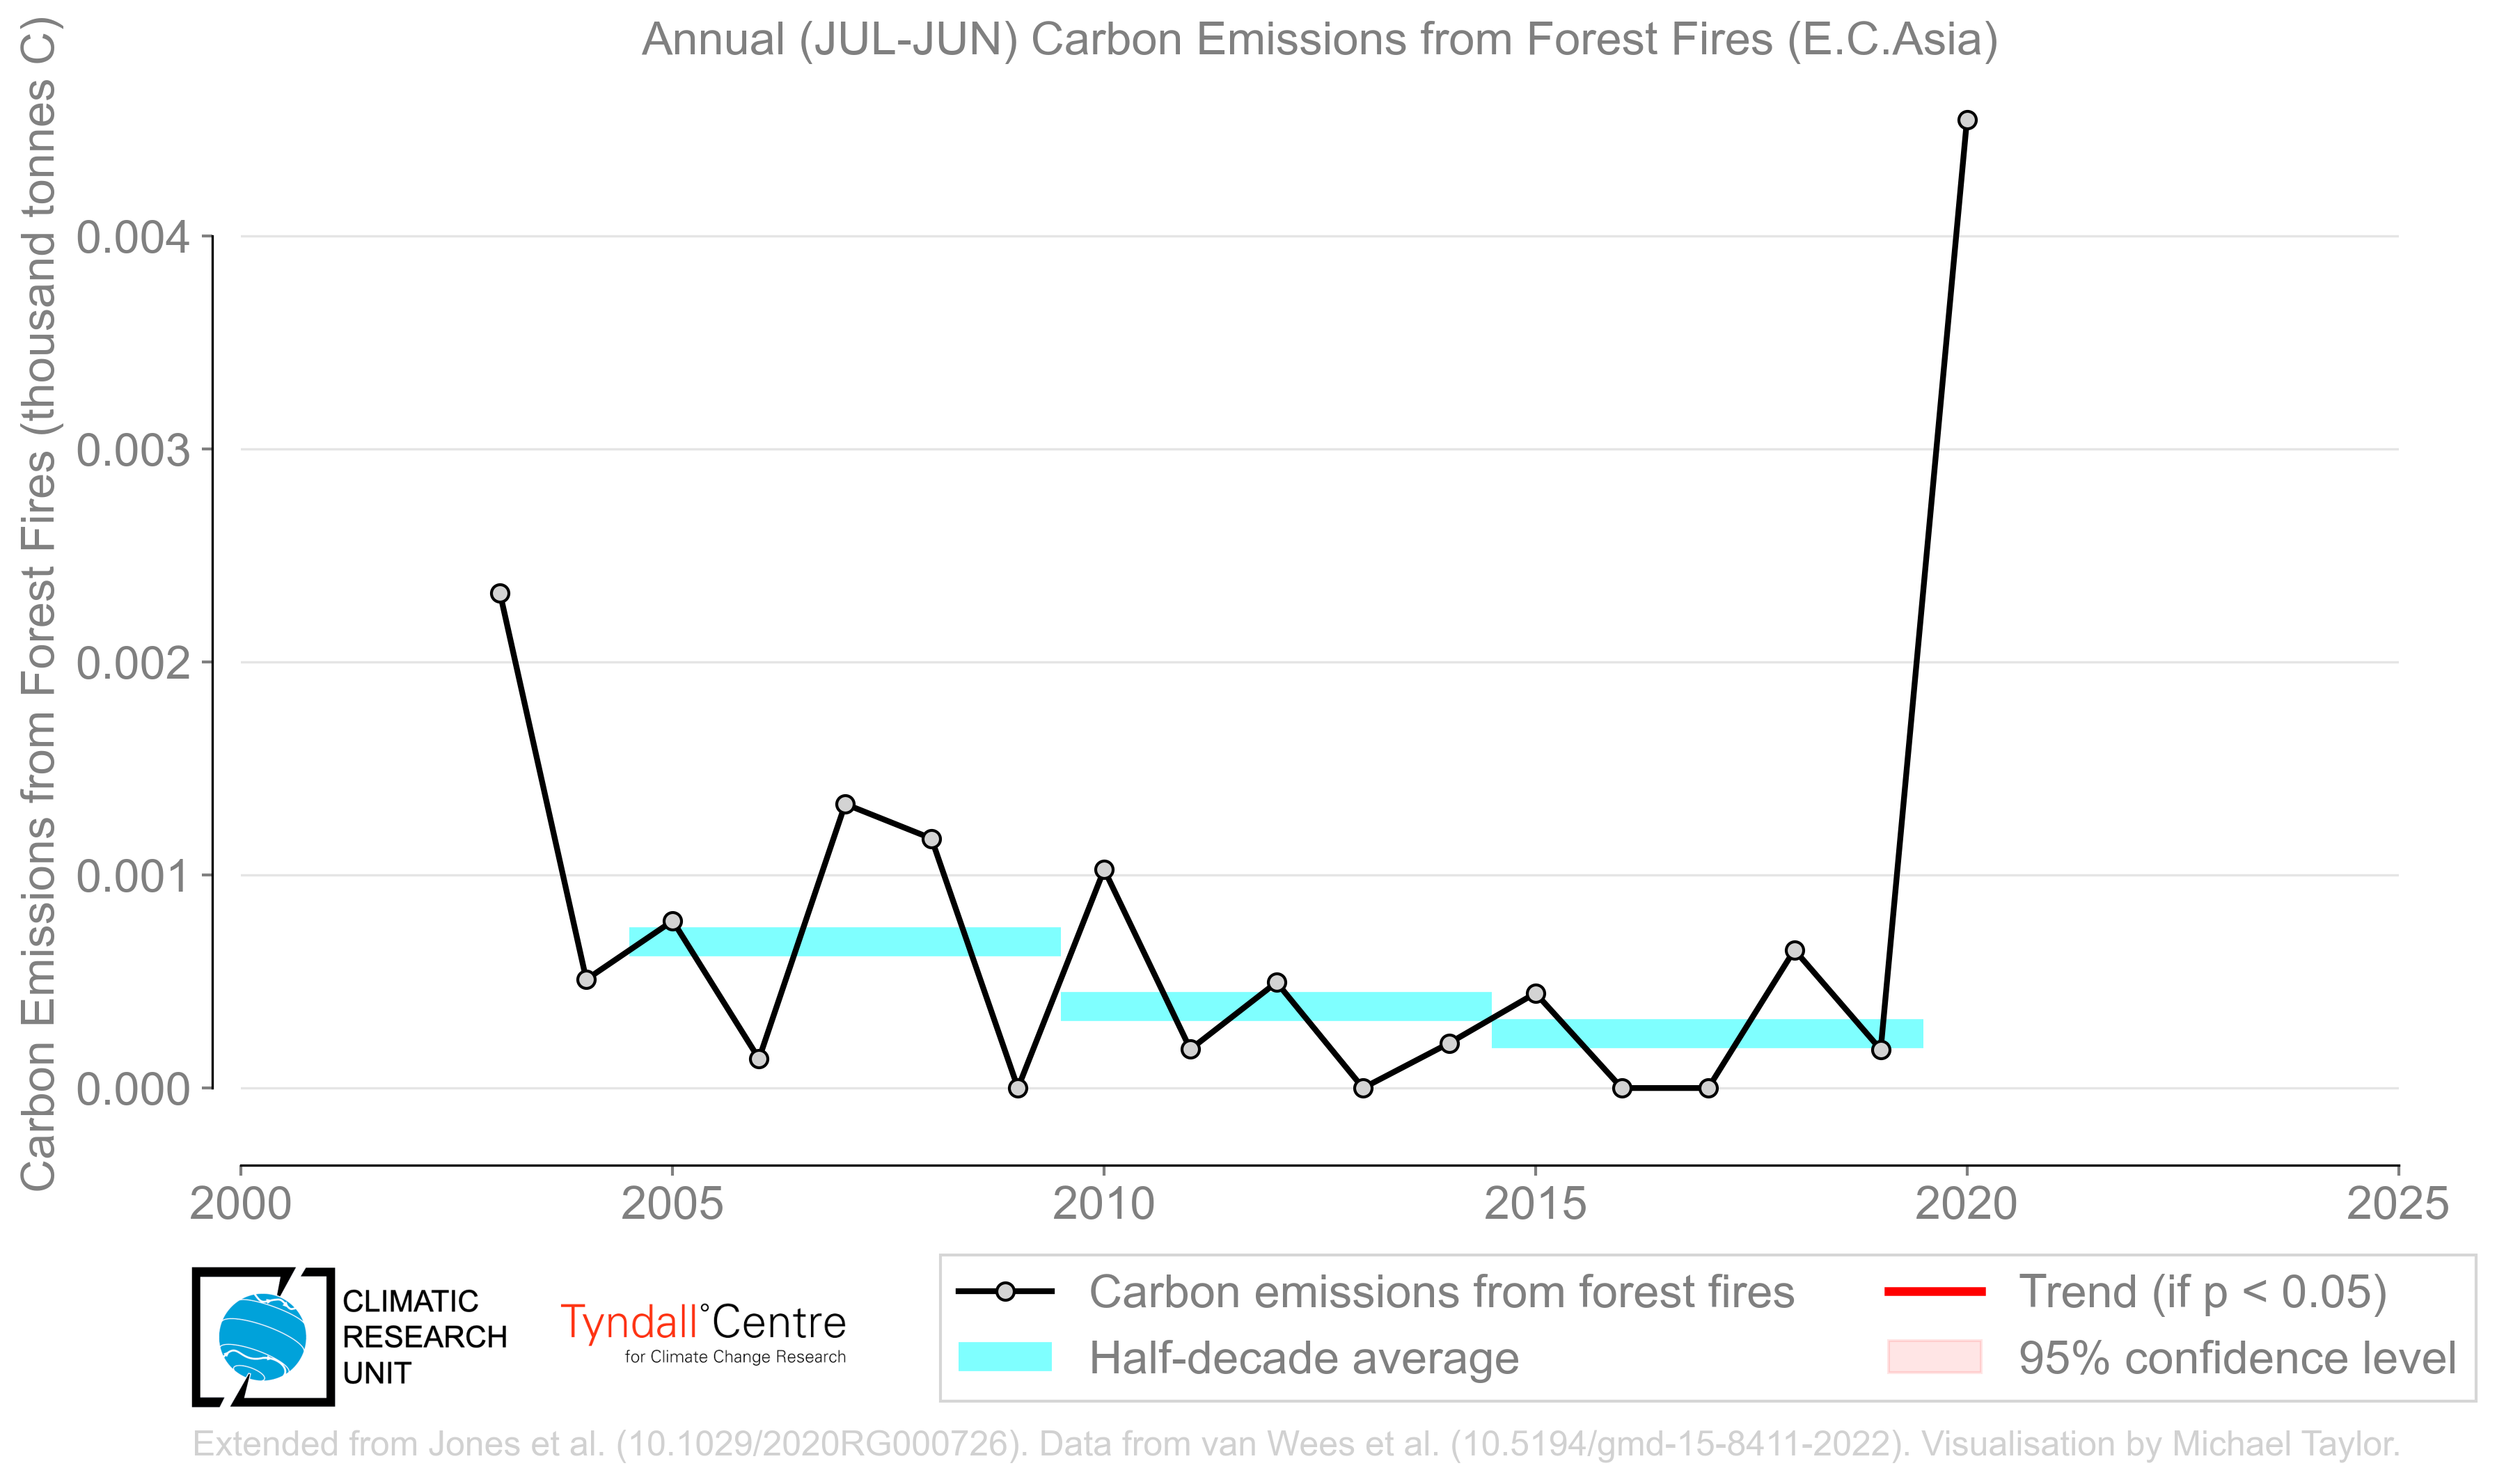 Annual (JUL-JUN) Carbon Emissions from Forest Fires (E.C.Asia)
Carbon Emissions from Forest Fires (thousand tonnes C)
0.004
0.003
0.002
0.001
0.000
2000
2005
2010
2015
2020
2025
CLIMATIC
RESEARCH
UNIT
Tyndall°Centre
for Climate Change Research
Carbon emissions from forest fires
Half-decade average
Trend (if p < 0.05)
95% confidence level
Extended from Jones et al. (10.1029/2020RG000726). Data from van Wees et al. (10.5194/gmd-15-8411-2022). Visualisation by Michael Taylor.